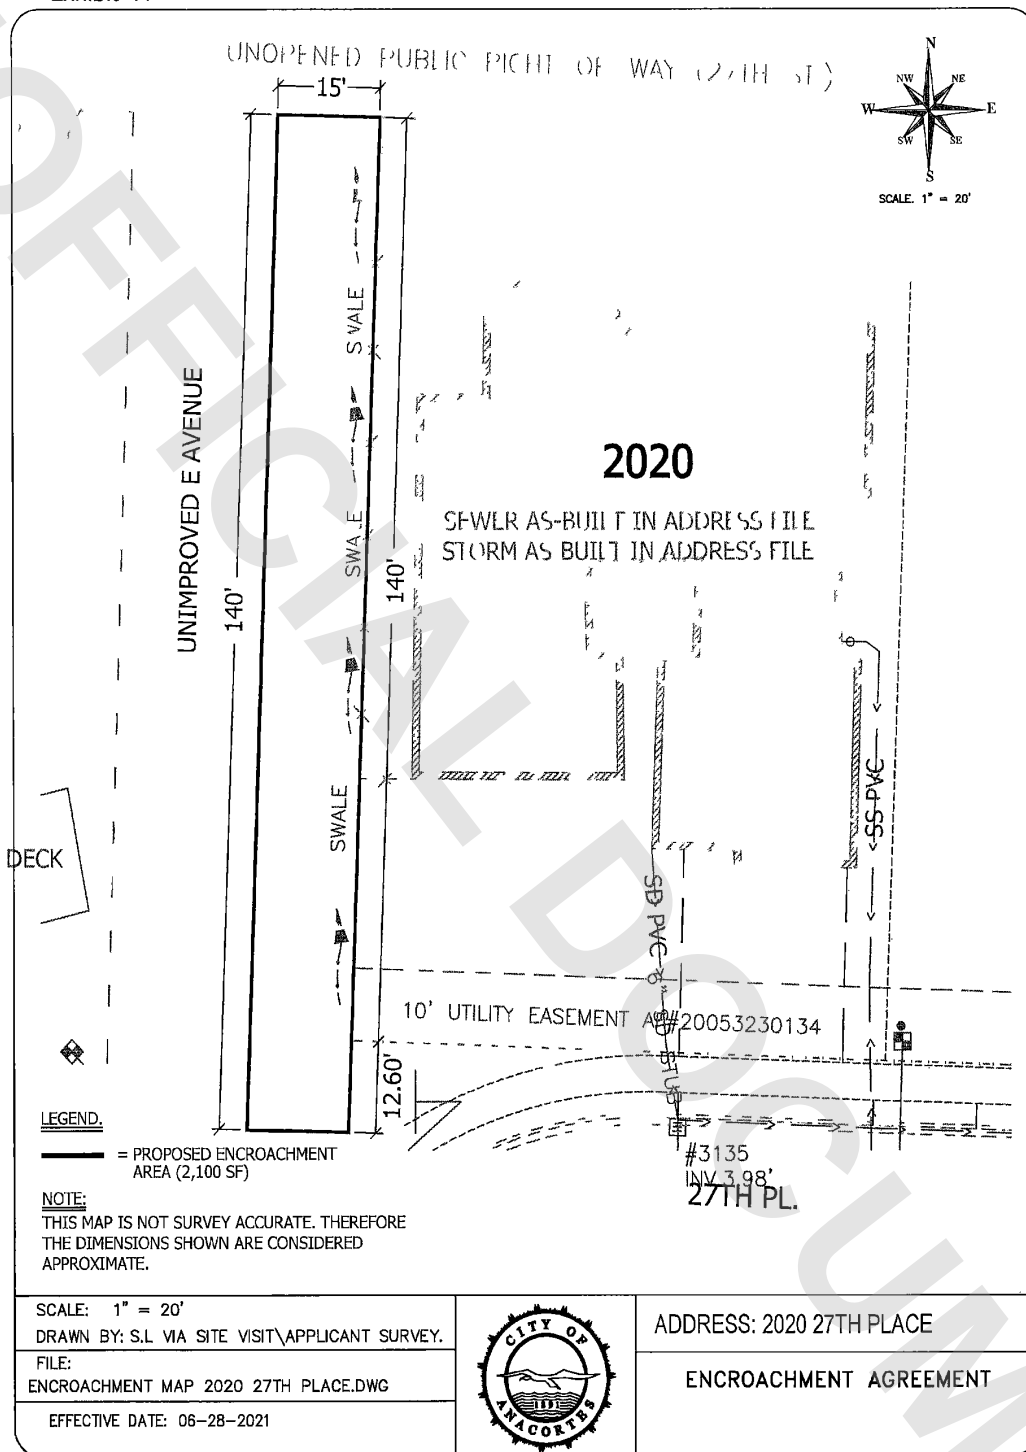 UNOPENED PUBLIC RIGHT OF WAY (27TH ST)
15'
N
NW
NE
W
E
SW
SE
S
SCALE. 1" = 20'
UNIMPROVED E AVENUE
140'
140'
SWALE
SWALE
SWALE
2020
SEWER AS-BUILT IN ADDRESS FILE
STORM AS BUILT IN ADDRESS FILE
SS PVC
DECK
SD PVC 6" SD STUB
10' UTILITY EASEMENT AF#20053230134
12.60'
#3135
INV 3.98'
27TH PL.
LEGEND.
= PROPOSED ENCROACHMENT
AREA (2,100 SF)
NOTE:
THIS MAP IS NOT SURVEY ACCURATE. THEREFORE
THE DIMENSIONS SHOWN ARE CONSIDERED
APPROXIMATE.
SCALE: 1" = 20'
DRAWN BY: S.L VIA SITE VISIT\APPLICANT SURVEY.
FILE:
ENCROACHMENT MAP 2020 27TH PLACE.DWG
EFFECTIVE DATE: 06-28-2021
CITY OF
1891
ANACORTES
ADDRESS: 2020 27TH PLACE
ENCROACHMENT AGREEMENT
OFFICIAL DOCUM